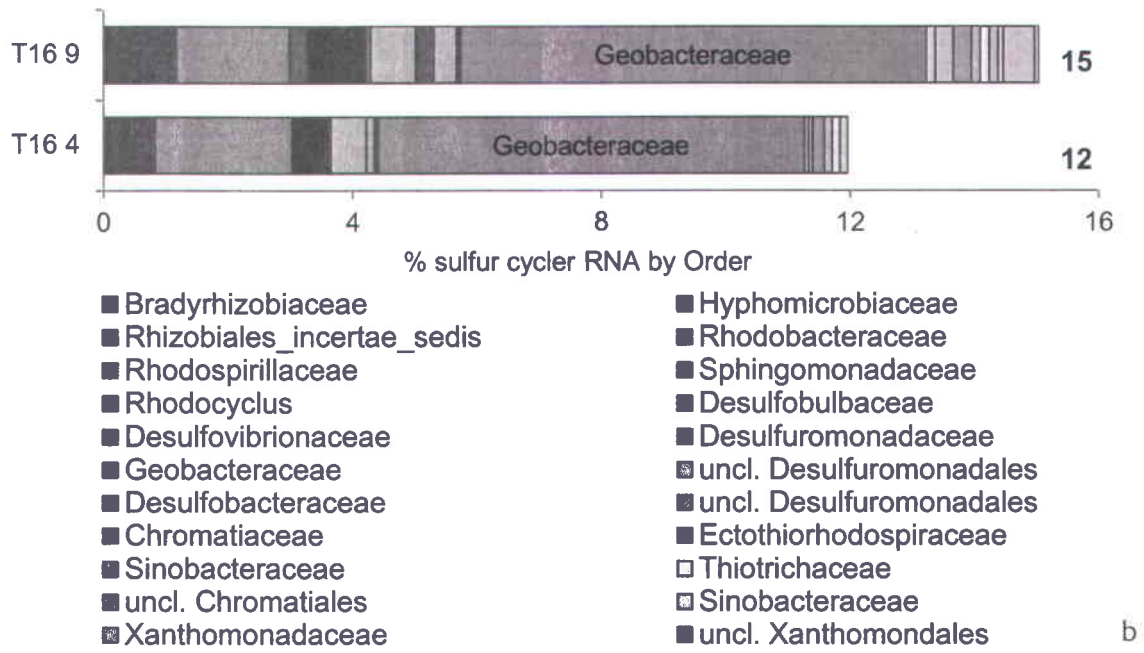 T16 9
Geobacteraceae
15
T16 4
Geobacteraceae
12
0 4 8 12 16
% sulfur cycler RNA by Order
Bradyrhizobiaceae Hyphomicrobiaceae
Rhizobiales_incertae_sedis Rhodobacteraceae
Rhodospirillaceae Sphingomonadaceae
Rhodocyclus Desulfobulbaceae
Desulfovibrionaceae Desulfuromonadaceae
Geobacteraceae uncl. Desulfuromonadales
Desulfobacteraceae uncl. Desulfuromonadales
Chromatiaceae Ectothiorhodospiraceae
Sinobacteraceae Thiotrichaceae
uncl. Chromatiales Sinobacteraceae
Xanthomonadaceae uncl. Xanthomondales
b